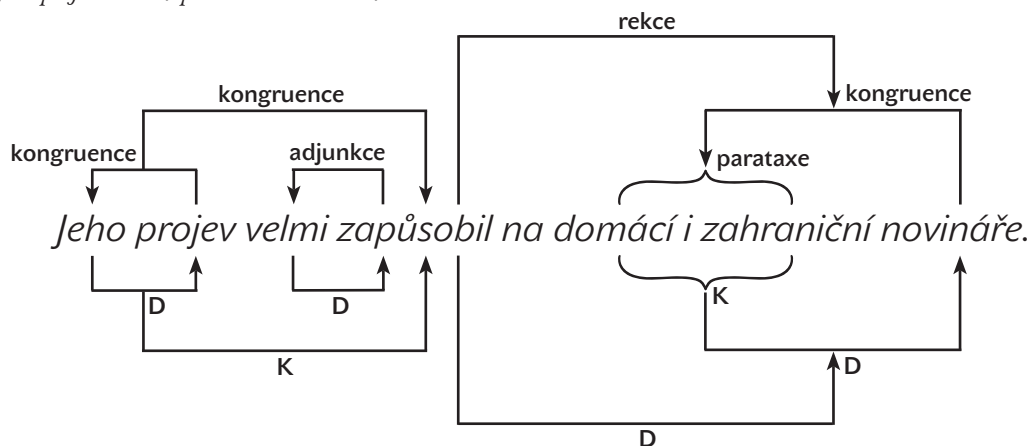 rekce
kongruence
kongruence
kongruence
adjunkce
parataxe
Jeho projev velmi zapůsobil na domácí i zahraniční novináře.
D
D
K
K
D
D